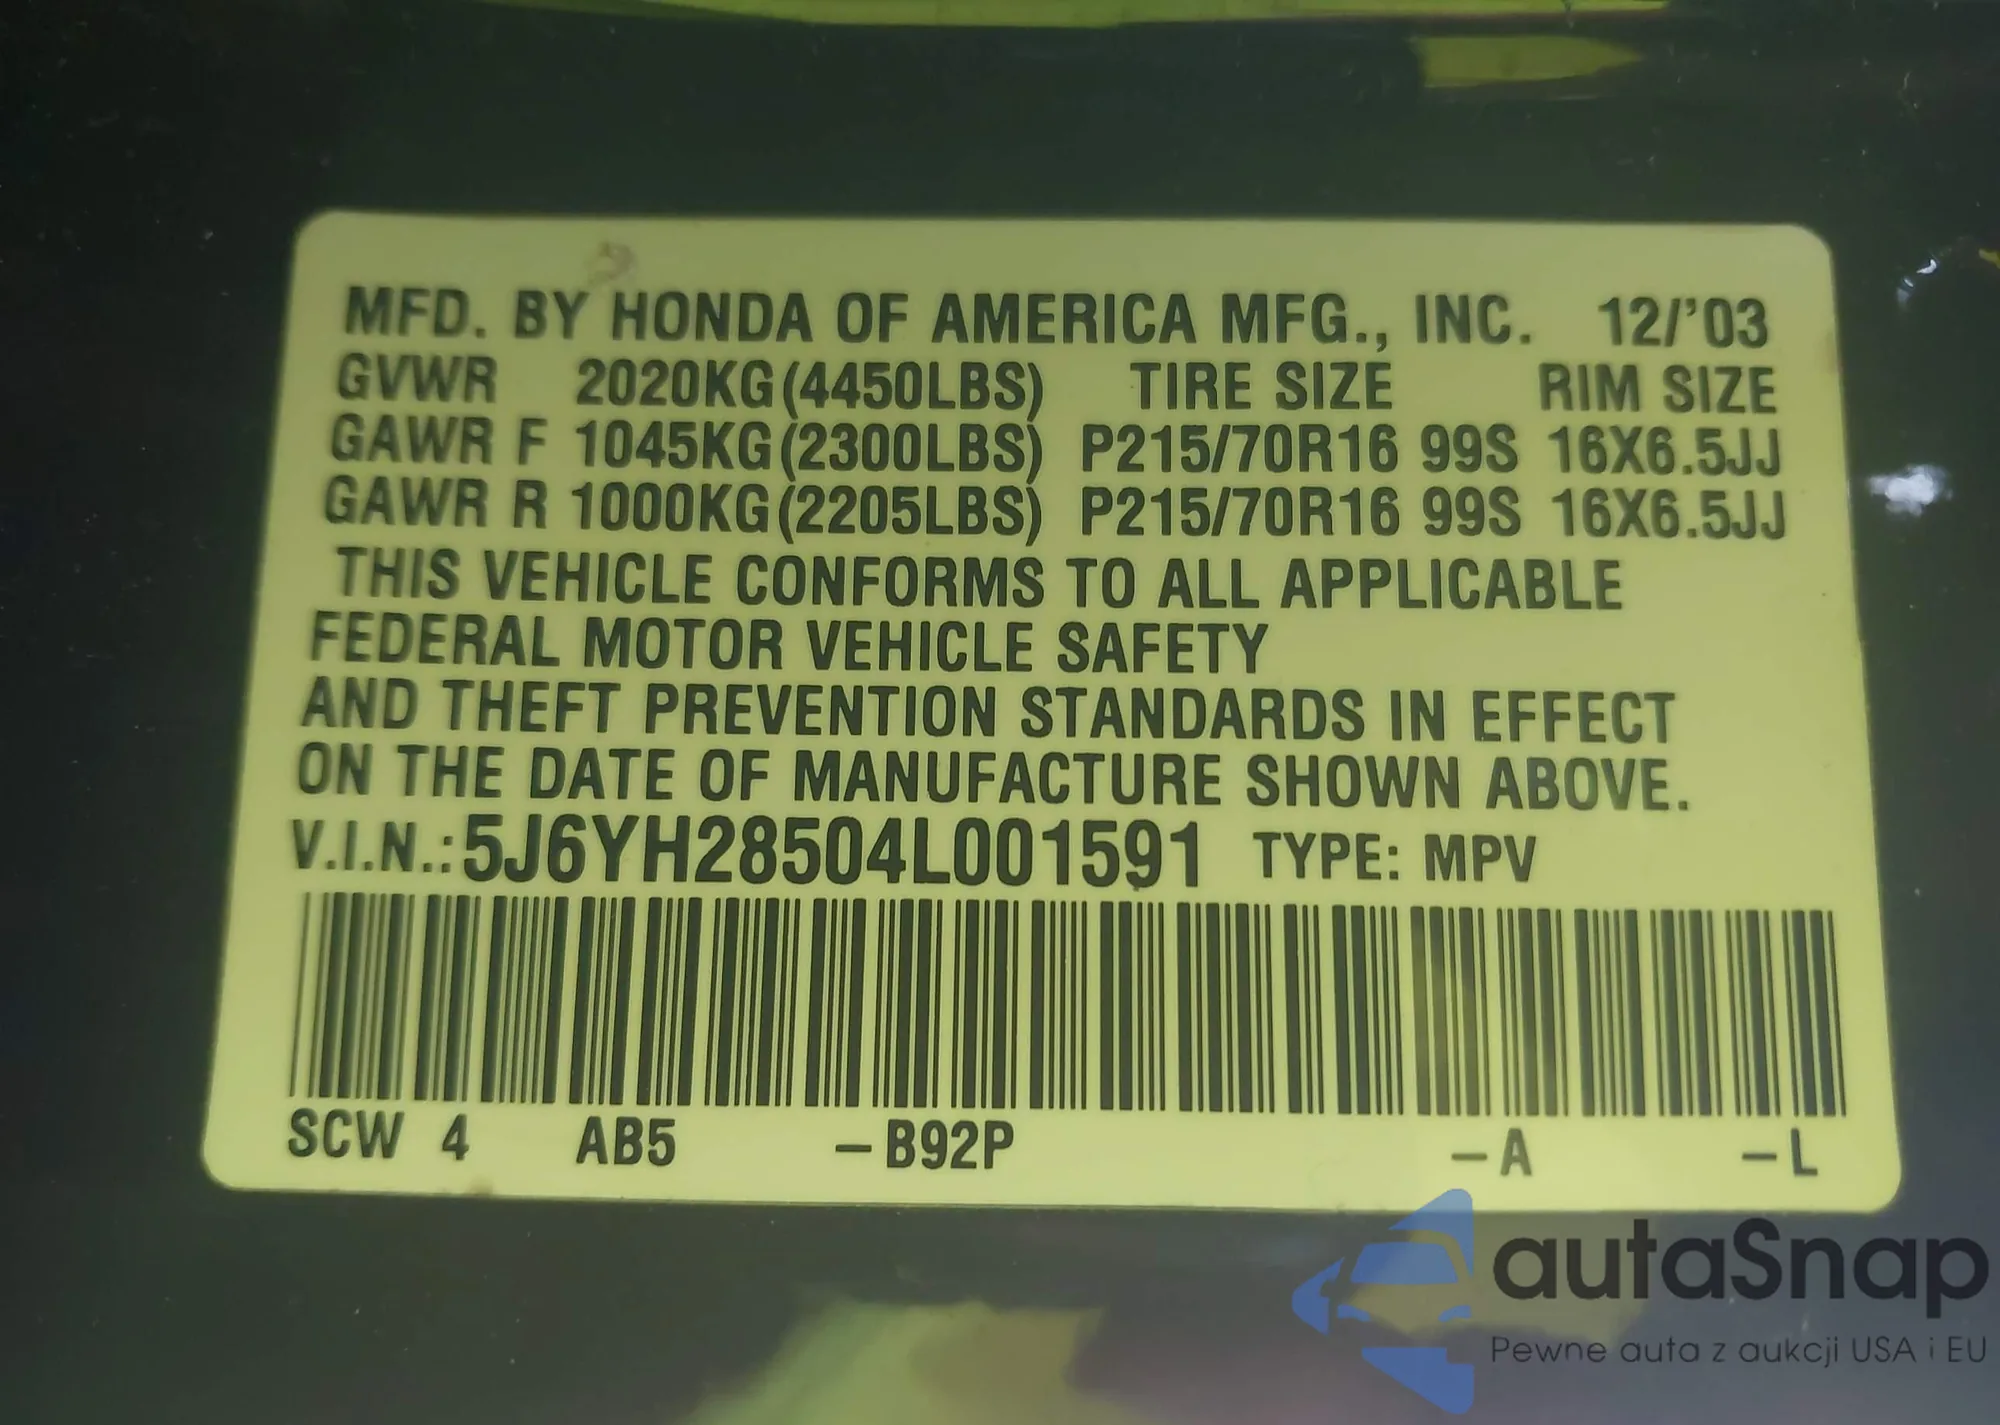 MFD. BY HONDA OF AMERICA MFG., INC. 12/'03
GVWR 2020KG(4450LBS) TIRE SIZE RIM SIZE
GAWR F 1045KG(2300LBS) P215/70R16 99S 16X6.5JJ
GAWR R 1000KG(2205LBS) P215/70R16 99S 16X6.5JJ
THIS VEHICLE CONFORMS TO ALL APPLICABLE
FEDERAL MOTOR VEHICLE SAFETY
AND THEFT PREVENTION STANDARDS IN EFFECT
ON THE DATE OF MANUFACTURE SHOWN ABOVE.
V.I.N.:5J6YH28504L001591 TYPE: MPV
SCW 4 AB5 –B92P –A –L
autaSnap
Pewne auta z aukcji USA i EU